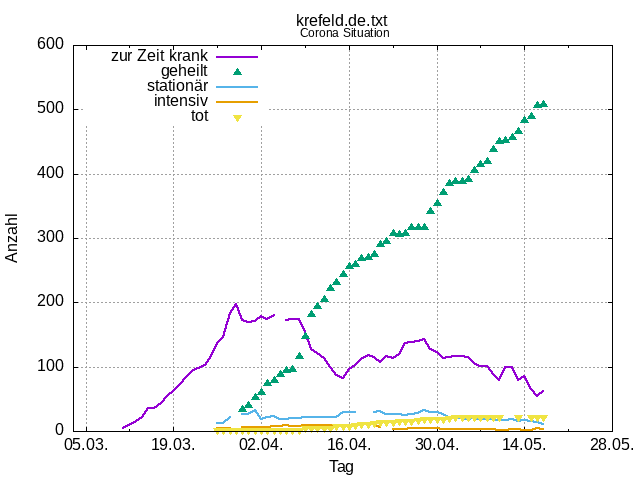 krefeld.de.txt
Corona Situation
zur Zeit krank
geheilt
stationär
intensiv
tot
Anzahl
600
500
400
300
200
100
0
05.03. 19.03. 02.04. 16.04. 30.04. 14.05. 28.05.
Tag